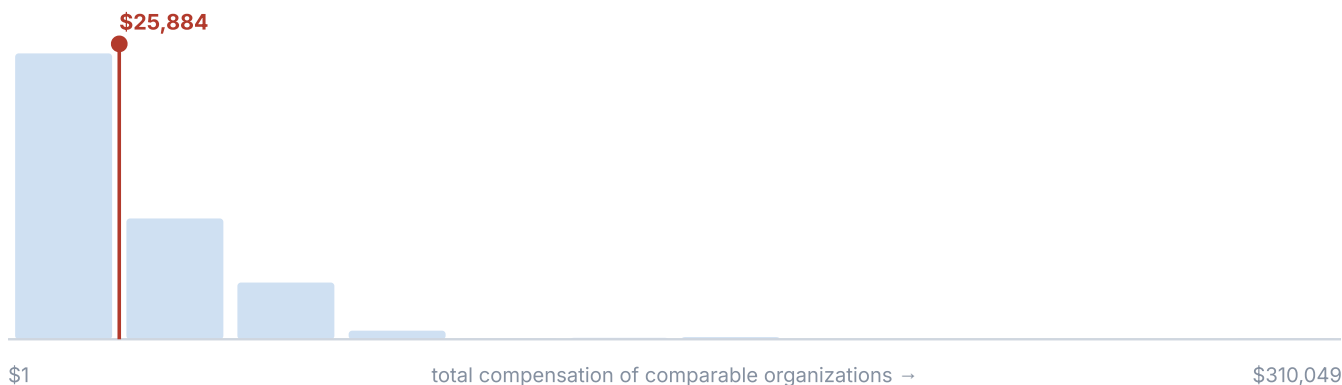 $25,884
$1 total compensation of comparable organizations → $310,049